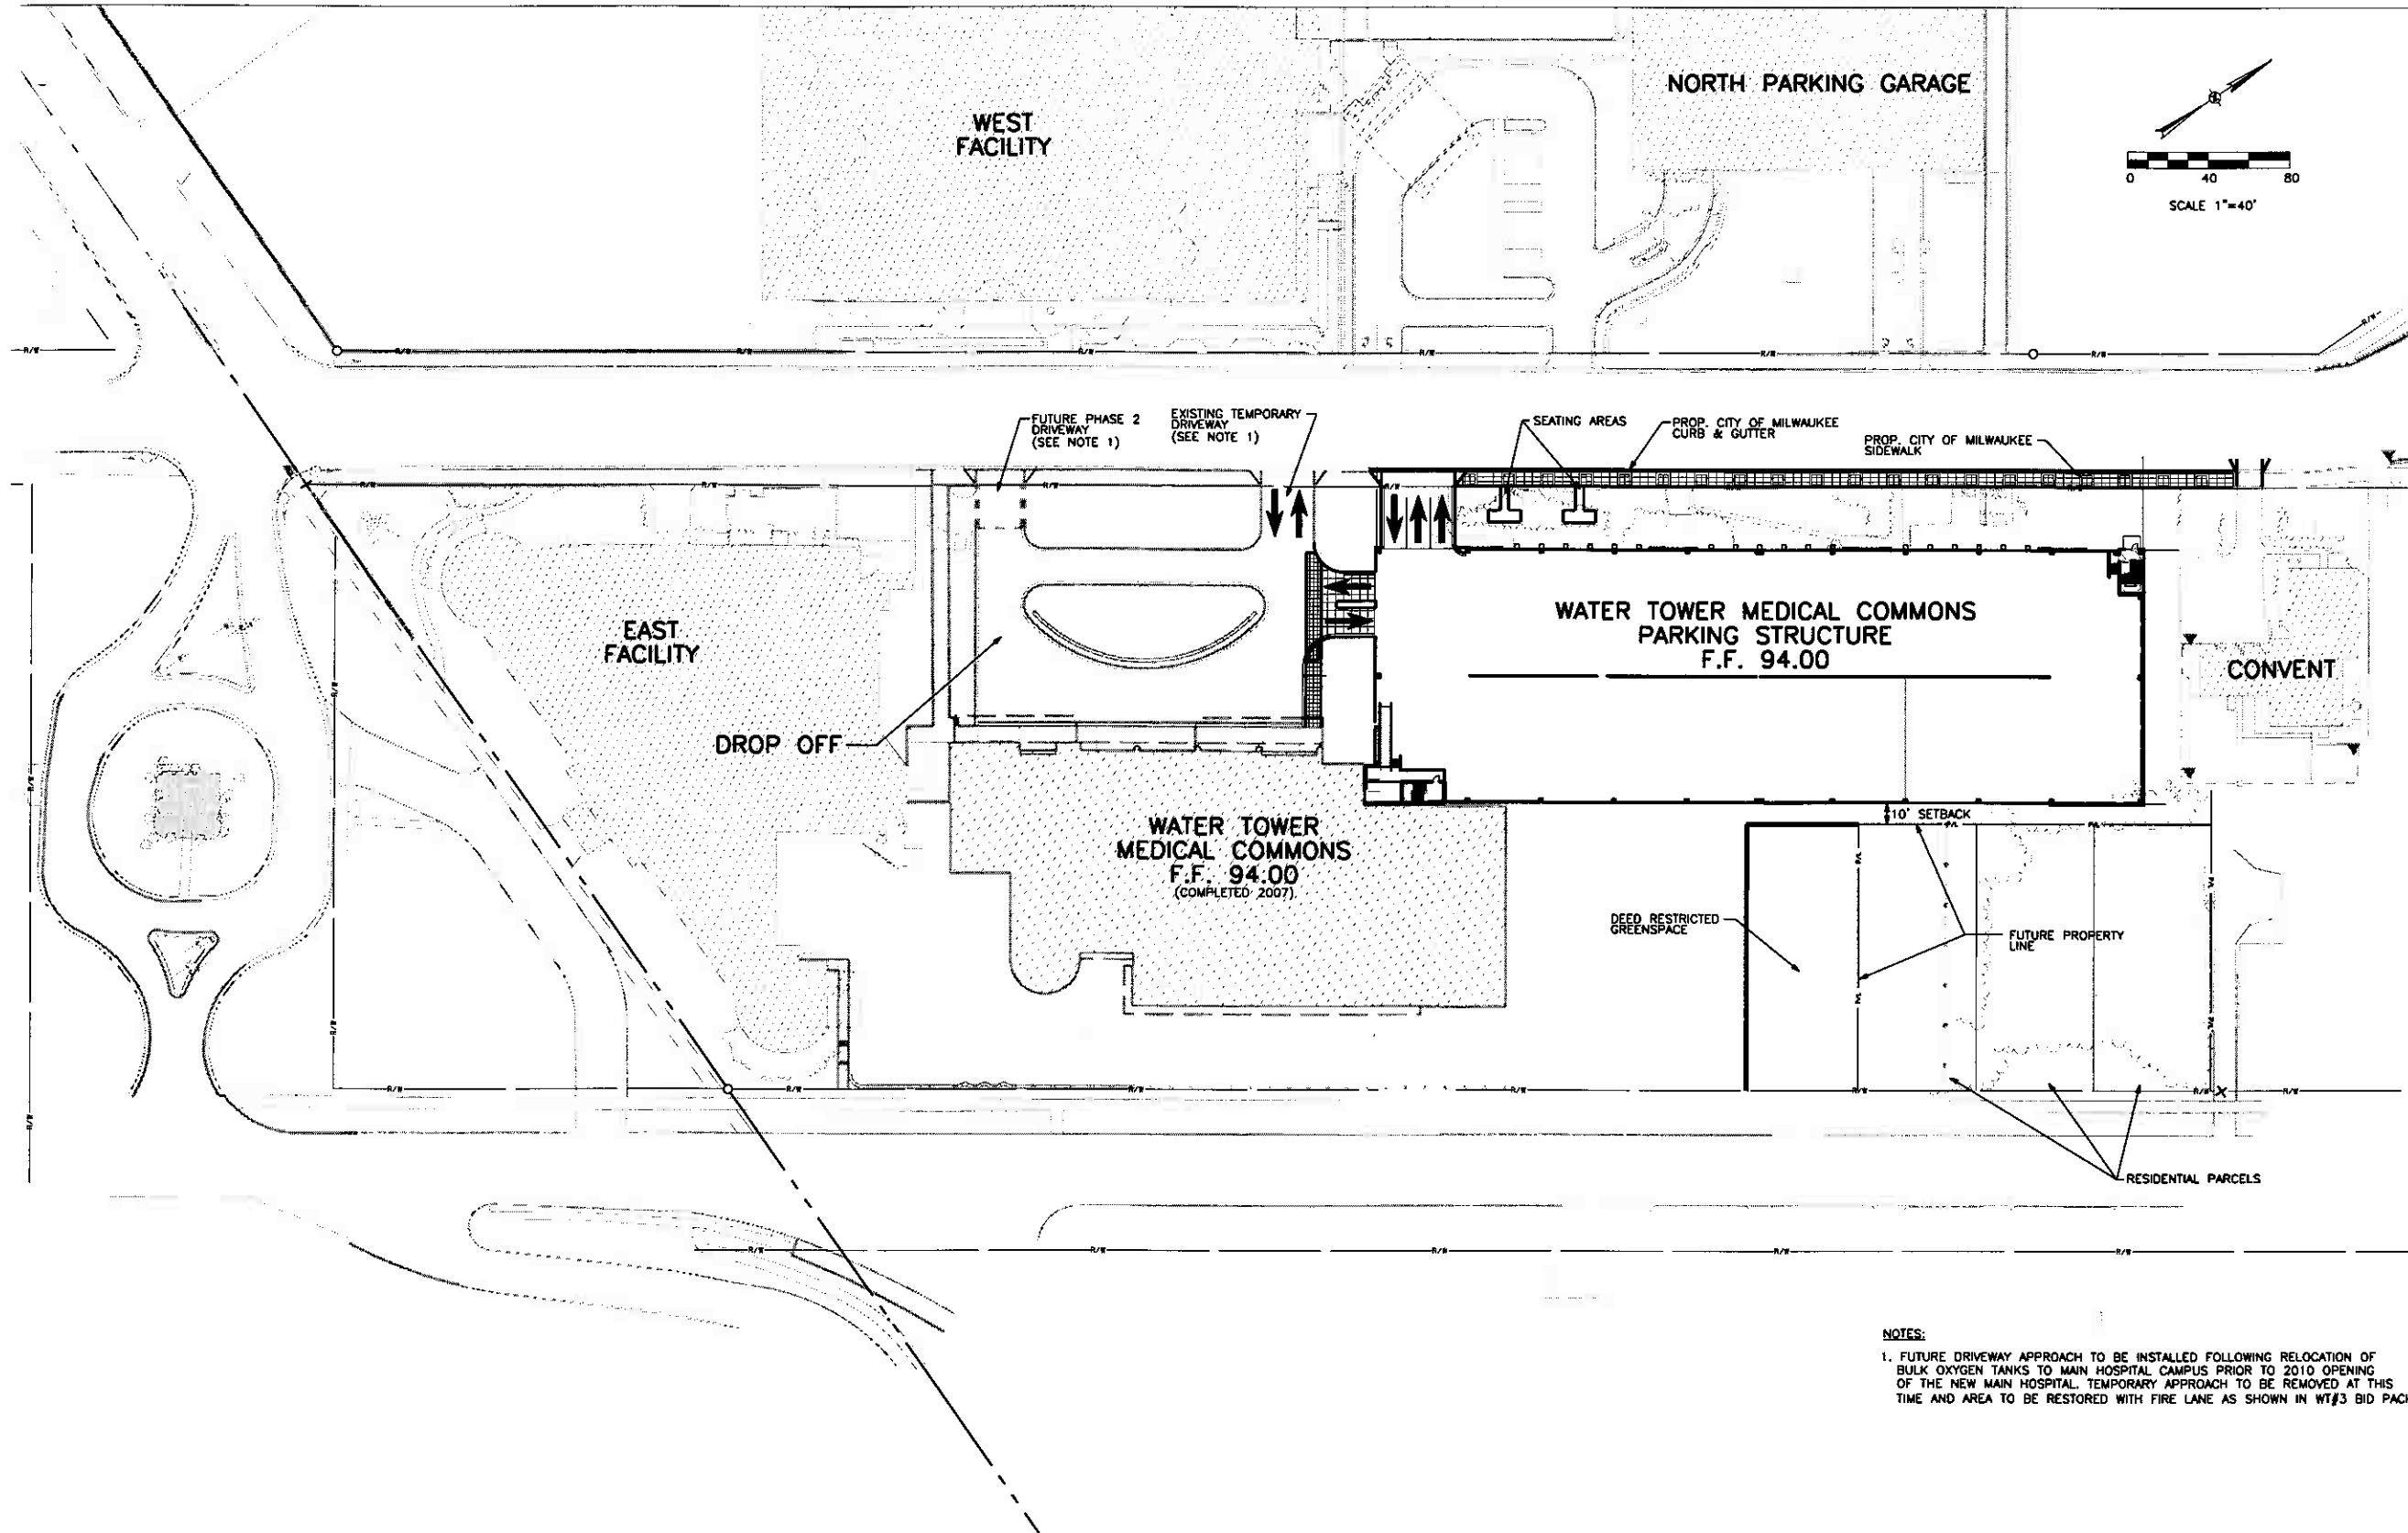 NORTH PARKING GARAGE
WEST
FACILITY
0 40 80
SCALE 1"=40'
R/W
R/W
R/W
R/W
R/W
R/W
R/W
R/W
FUTURE PHASE 2
DRIVEWAY
(SEE NOTE 1)
EXISTING TEMPORARY
DRIVEWAY
(SEE NOTE 1)
SEATING AREAS
PROP. CITY OF MILWAUKEE
CURB & GUTTER
PROP. CITY OF MILWAUKEE
SIDEWALK
R/W
R/W
R/W
R/W
EAST
FACILITY
WATER TOWER MEDICAL COMMONS
PARKING STRUCTURE
F.F. 94.00
CONVENT
R/W
DROP OFF
R/W
10' SETBACK
P/L
P/L
WATER TOWER
MEDICAL COMMONS
F.F. 94.00
(COMPLETED 2007)
P/L
P/L
DEED RESTRICTED
GREENSPACE
FUTURE PROPERTY
LINE
P/L
P/L
R/W
R/W
R/W
R/W
R/W
R/W
R/W
R/W
R/W
RESIDENTIAL PARCELS
R/W
R/W
R/W
R/W
R/W
NOTES:
1. FUTURE DRIVEWAY APPROACH TO BE INSTALLED FOLLOWING RELOCATION OF
BULK OXYGEN TANKS TO MAIN HOSPITAL CAMPUS PRIOR TO 2010 OPENING
OF THE NEW MAIN HOSPITAL. TEMPORARY APPROACH TO BE REMOVED AT THIS
TIME AND AREA TO BE RESTORED WITH FIRE LANE AS SHOWN IN WT#3 BID PACK